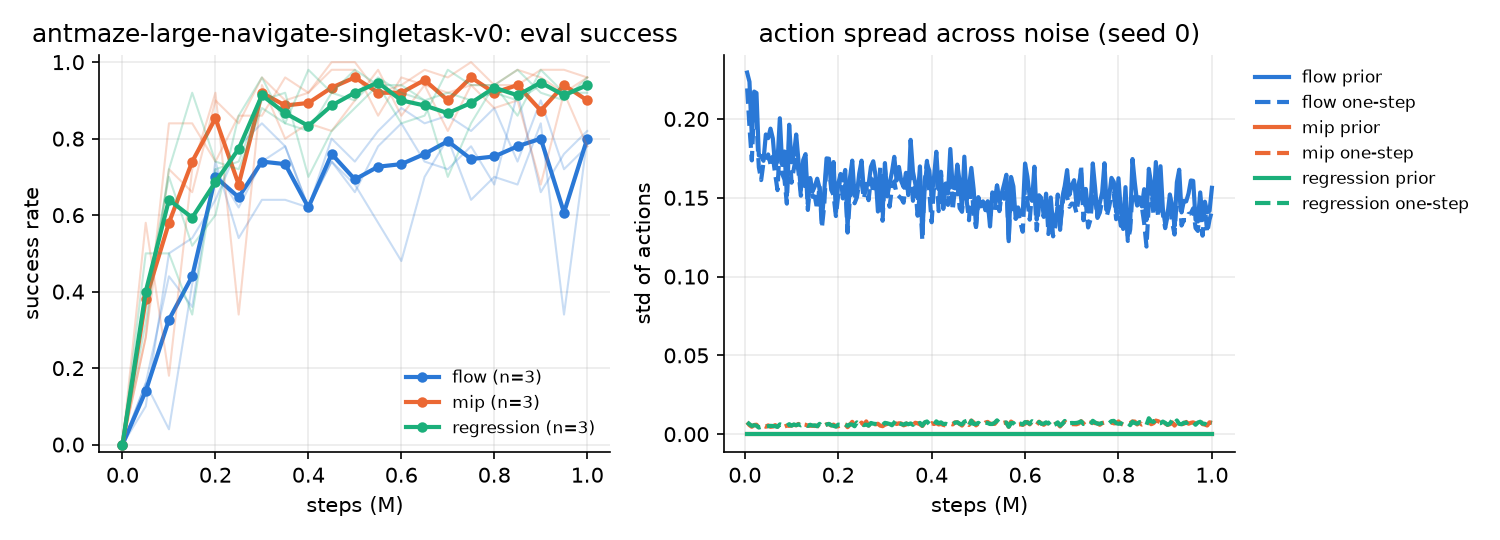 antmaze-large-navigate-singletask-v0: eval success
success rate
1.0
0.8
0.6
0.4
0.2
0.0
0.0 0.2 0.4 0.6 0.8 1.0
steps (M)
flow (n=3)
mip (n=3)
regression (n=3)
action spread across noise (seed 0)
std of actions
0.20
0.15
0.10
0.05
0.00
0.0 0.2 0.4 0.6 0.8 1.0
steps (M)
flow prior
flow one-step
mip prior
mip one-step
regression prior
regression one-step